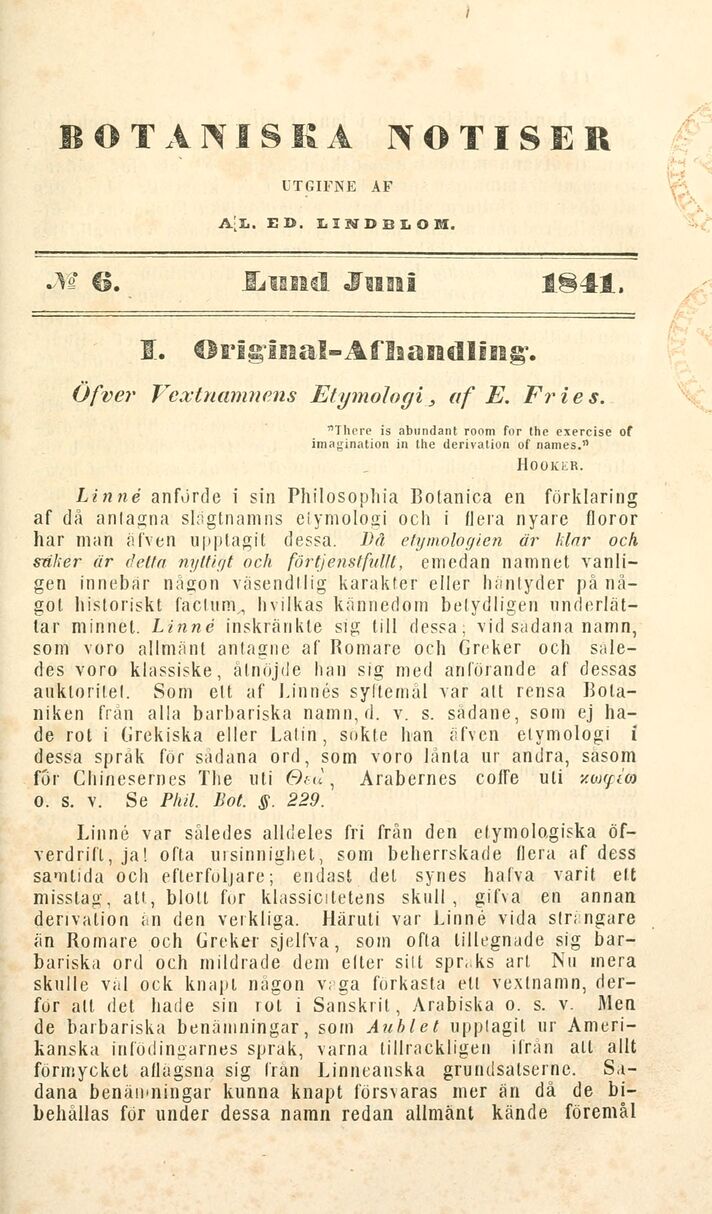 BOTANISKA NOTISER
UTGIFNE AF
AL. ED. LINDBLOM.
№ 6. Lund Juni 1841.
I. Original-Afhandling.
Öfver Vextnamnens Etymologi, af E. Fries.
"There is abundant room for the exercise of
imagination in the derivation of names."
HOOKER.
Linné anförde i sin Philosophia Botanica en förklaring
af då antagna slägtnamns etymologi och i flera nyare floror
har man äfven upptagit dessa. Då etymologien är klar och
säker är detta nyttigt och förtjenstfullt, emedan namnet vanli-
gen innebär någon väsendtlig karakter eller häntyder på nå-
got historiskt factum, hvilkas kännedom betydligen underlät-
tar minnet. Linné inskränkte sig till dessa; vid sådana namn,
som voro allmänt antagne af Romare och Greker och såle-
des voro klassiske, åtnöjde han sig med anförande af dessas
auktoritet. Som ett af Linnés syftemål var att rensa Bota-
niken från alla barbariska namn, d. v. s. sådane, som ej ha-
de rot i Grekiska eller Latin, sökte han äfven etymologi i
dessa språk för sådana ord, som voro lånta ur andra, såsom
för Chinesernes The uti Θεά, Arabernes coffe uti κωφέω
o. s. v. Se Phil. Bot. §. 229.
Linné var således alldeles fri från den etymologiska öf-
verdrift, ja! ofta ursinnighet, som beherrskade flera af dess
samtida och efterföljare; endast det synes hafva varit ett
misstag, att, blott för klassicitetens skull, gifva en annan
derivation än den verkliga. Häruti var Linné vida strängare
än Romare och Greker sjelfva, som ofta tillegnade sig bar-
bariska ord och mildrade dem efter sitt språks art Nu mera
skulle väl ock knapt någon våga förkasta ett vextnamn, der-
för att det hade sin rot i Sanskrit, Arabiska o. s. v. Men
de barbariska benämningar, som Aublet upptagit ur Ameri-
kanska infödingarnes språk, varna tillräckligen ifrån att allt
förmycket aflägsna sig från Linneanska grundsatserne. Så-
dana benämningar kunna knapt försvaras mer än då de bi-
behållas för under dessa namn redan allmänt kände föremål